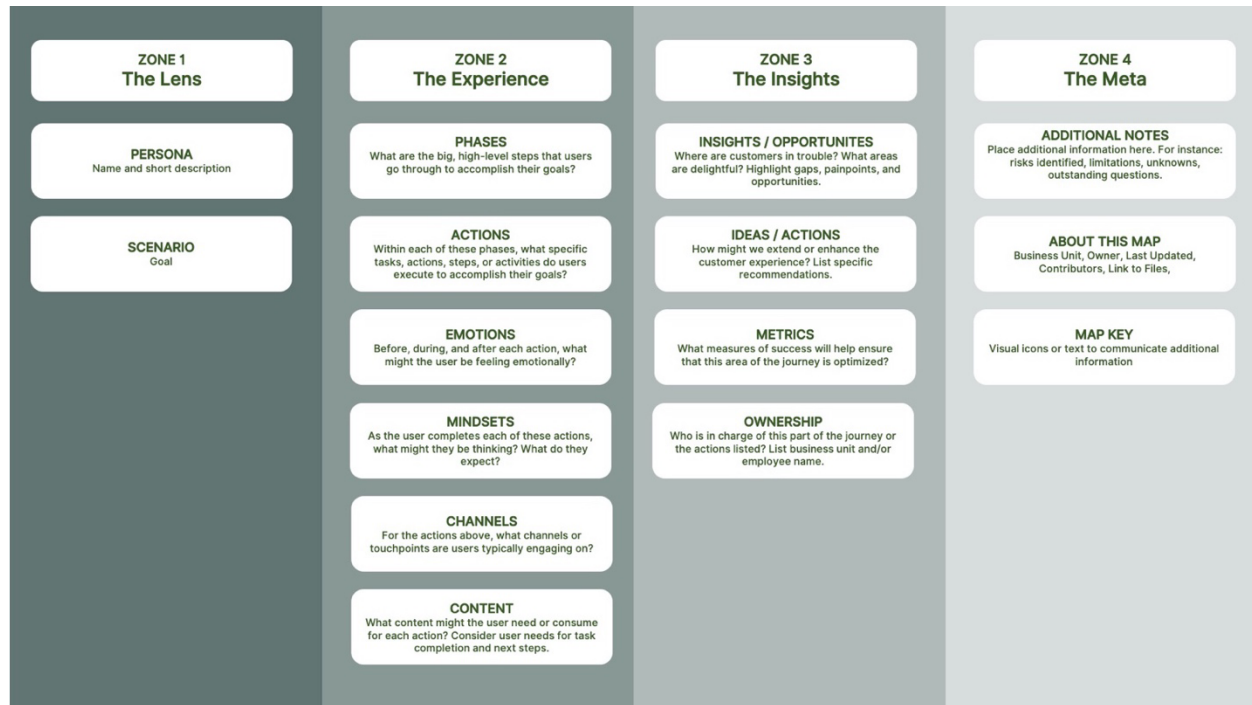 ZONE 1
The Lens
PERSONA
Name and short description
SCENARIO
Goal
ZONE 2
The Experience
PHASES
What are the big, high-level steps that users
go through to accomplish their goals?
ACTIONS
Within each of these phases, what specific
tasks, actions, steps, or activities do users
execute to accomplish their goals?
EMOTIONS
Before, during, and after each action, what
might the user be feeling emotionally?
MINDSETS
As the user completes each of these actions,
what might they be thinking? What do they
expect?
CHANNELS
For the actions above, what channels or
touchpoints are users typically engaging on?
CONTENT
What content might the user need or consume
for each action? Consider user needs for task
completion and next steps.
ZONE 3
The Insights
INSIGHTS / OPPORTUNITES
Where are customers in trouble? What areas
are delightful? Highlight gaps, painpoints, and
opportunities.
IDEAS / ACTIONS
How might we extend or enhance the
customer experience? List specific
recommendations.
METRICS
What measures of success will help ensure
that this area of the journey is optimized?
OWNERSHIP
Who is in charge of this part of the journey or
the actions listed? List business unit and/or
employee name.
ZONE 4
The Meta
ADDITIONAL NOTES
Place additional information here. For instance:
risks identified, limitations, unknowns,
outstanding questions.
ABOUT THIS MAP
Business Unit, Owner, Last Updated,
Contributors, Link to Files,
MAP KEY
Visual icons or text to communicate additional
information